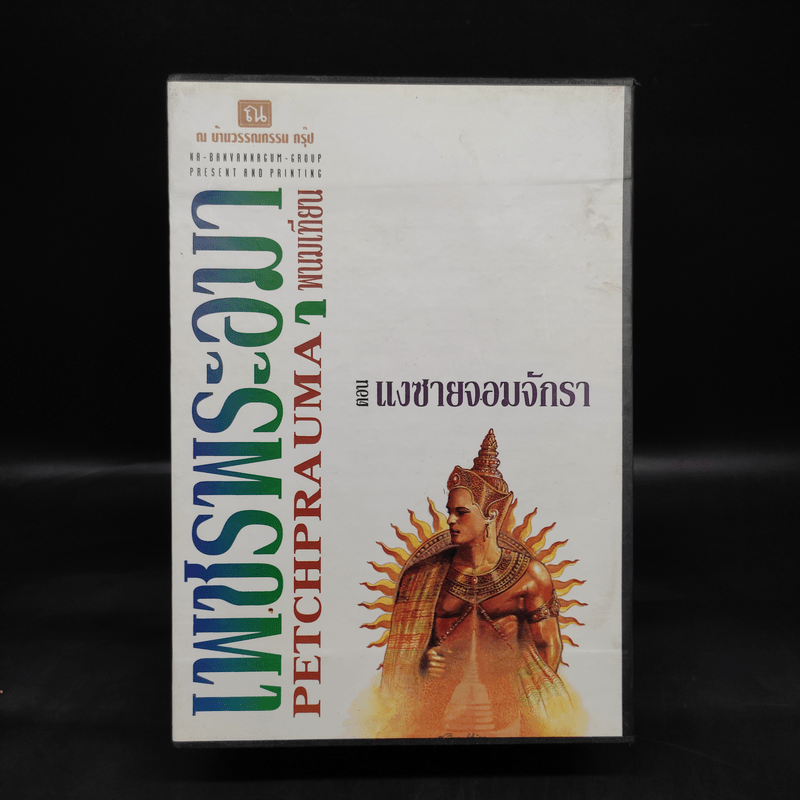 ณ
ณ บ้านวรรณกรรม กรุ๊ป
NA-BANVANNAGUM-GROUP
PRESENT AND PRINTING
เพชรพระอุมา
PETCHPRAUMA
พนมเทียน
ตอน แงซายจอมจักรา